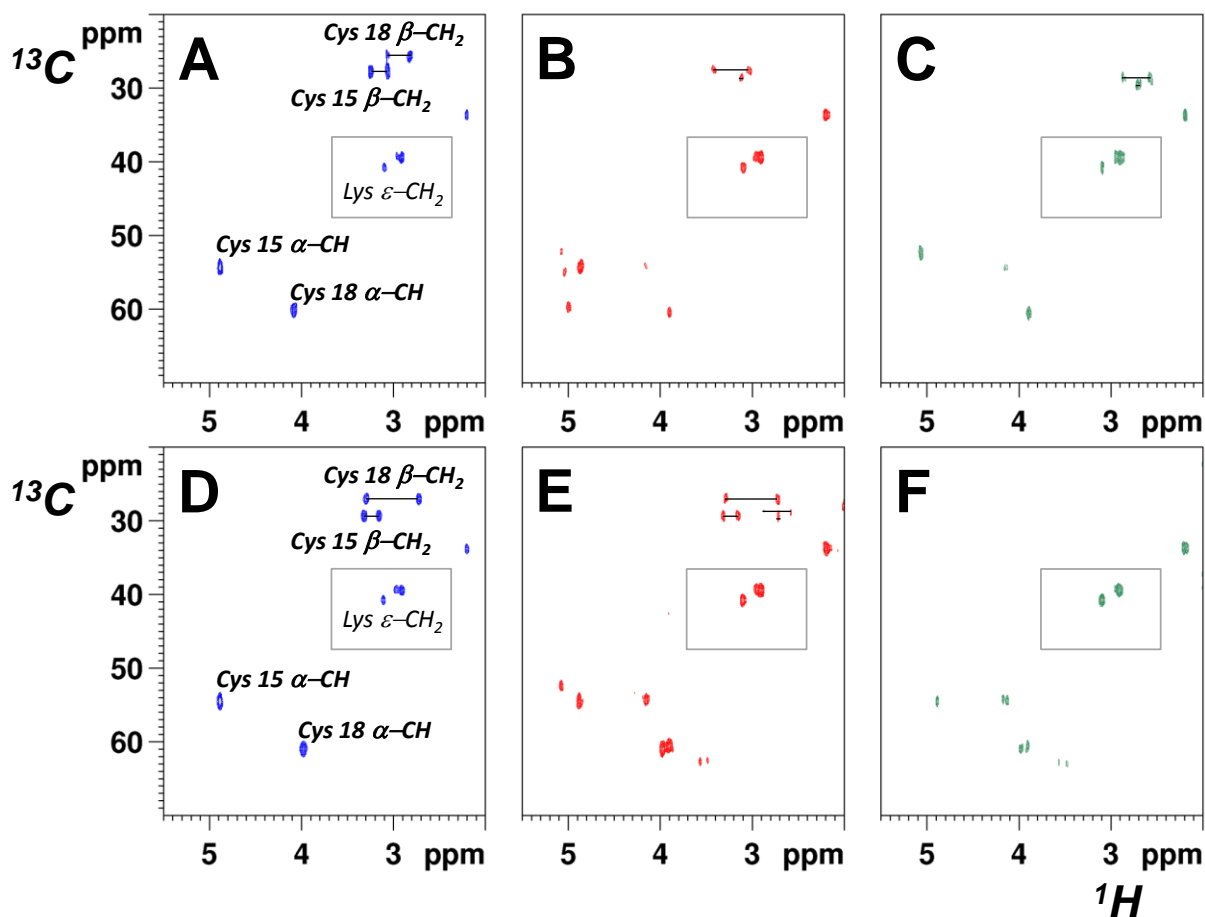 ppm
13C
A
B
C
Cys 18 β–CH2
Cys 15 β–CH2
30
40
Lys ε–CH2
50
Cys 15 α–CH
Cys 18 α–CH
60
5 4 3 ppm 5 4 3 ppm 5 4 3 ppm
ppm
13C
D
E
F
Cys 18 β–CH2
Cys 15 β–CH2
30
40
Lys ε–CH2
50
Cys 15 α–CH
Cys 18 α–CH
60
5 4 3 ppm 5 4 3 ppm 5 4 3 ppm
1H